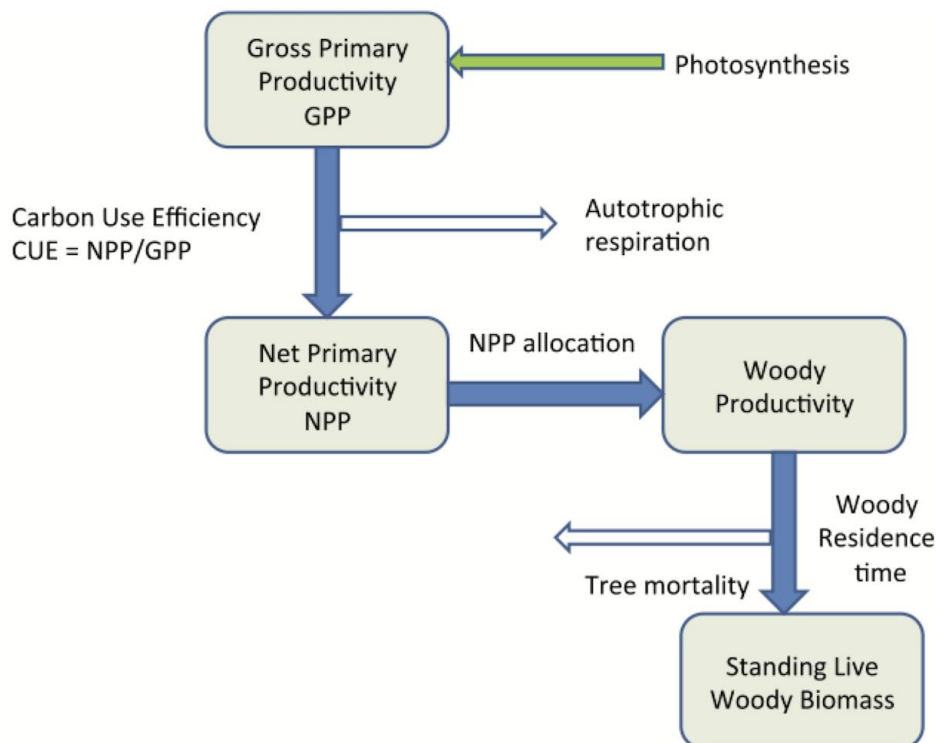 Gross Primary
Productivity
GPP
Photosynthesis
Carbon Use Efficiency
CUE = NPP/GPP
Autotrophic
respiration
Net Primary
Productivity
NPP
NPP allocation
Woody
Productivity
Woody
Residence
time
Tree mortality
Standing Live
Woody Biomass